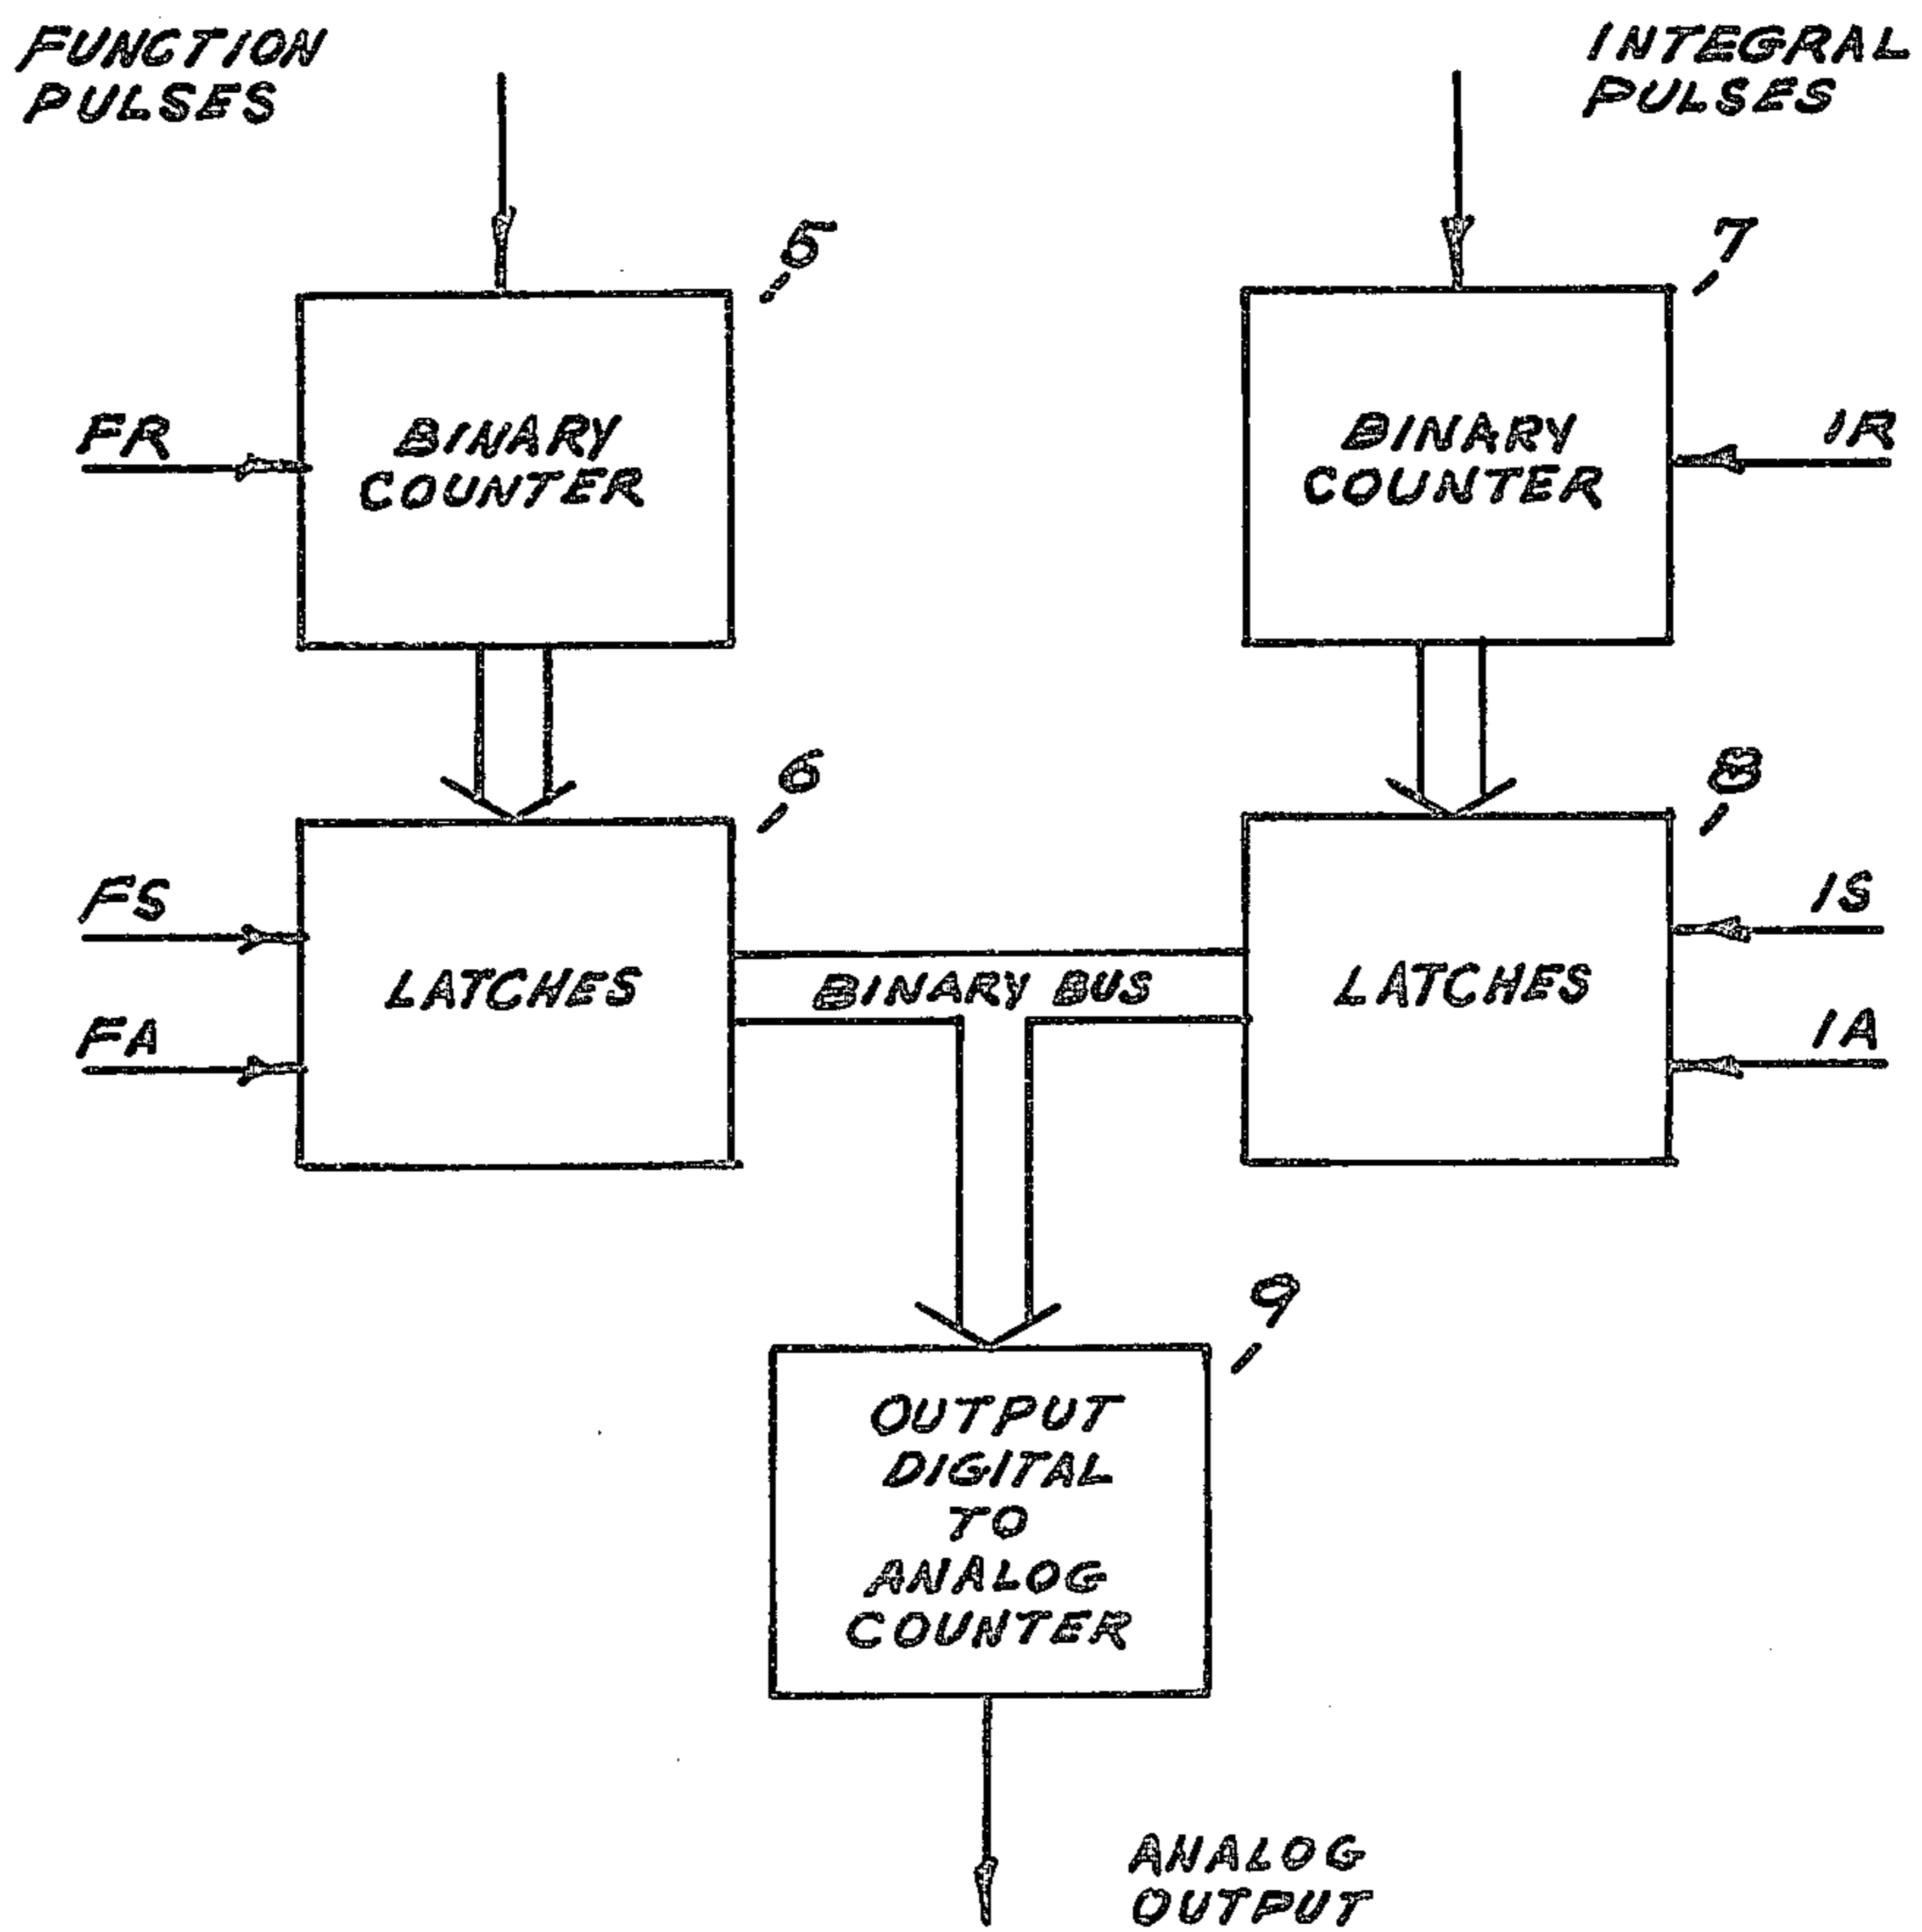 FUNCTION
PULSES
INTEGRAL
PULSES
5
7
FR
BINARY
COUNTER
BINARY
COUNTER
IR
6
8
FS
IS
LATCHES
BINARY BUS
LATCHES
FA
IA
9
OUTPUT
DIGITAL
TO
ANALOG
COUNTER
ANALOG
OUTPUT